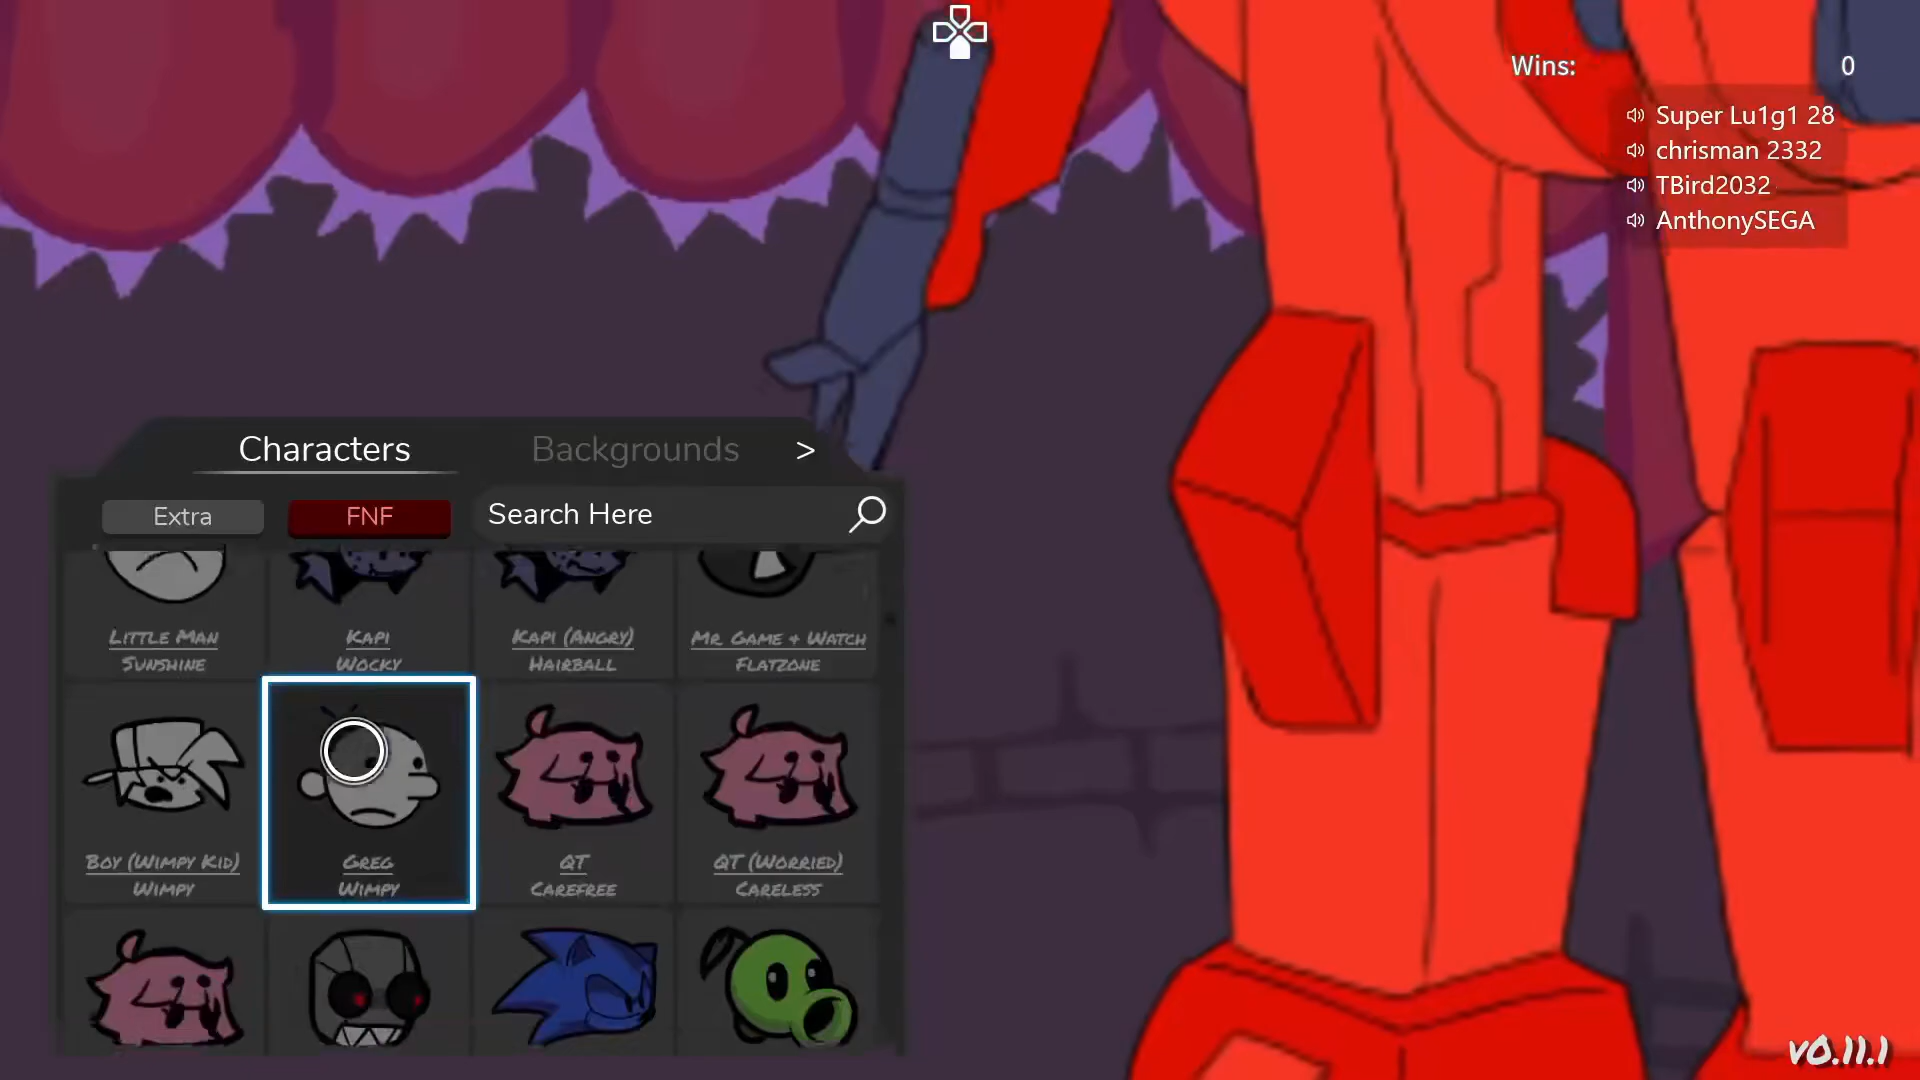 Wins: 0
Super Lu1g1 28
chrisman 2332
TBird2032
AnthonySEGA
Characters Backgrounds >
Extra FNF Search Here
Little Man Kapi Kapi (Angry) Mr. Game + Watch
Sunshine Wocky Hairball Flatzone
Boy (Wimpy Kid) Greg QT QT (Worried)
Wimpy Wimpy Carefree Careless
v0.11.1